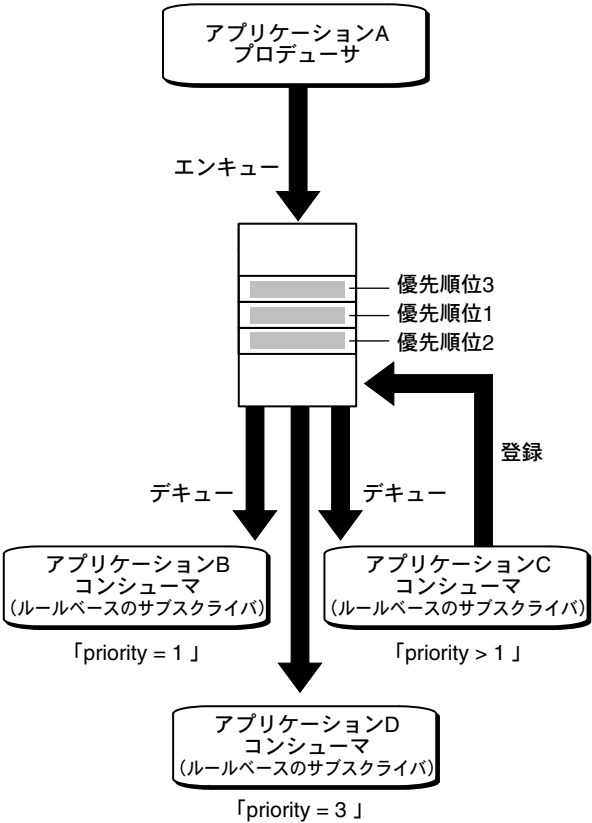 アプリケーションA
プロデューサ
エンキュー
優先順位3
優先順位1
優先順位2
登録
デキュー
デキュー
アプリケーションB
コンシューマ
(ルールベースのサブスクライバ)
「priority = 1 」
アプリケーションC
コンシューマ
(ルールベースのサブスクライバ)
「priority > 1 」
アプリケーションD
コンシューマ
(ルールベースのサブスクライバ)
「priority = 3 」